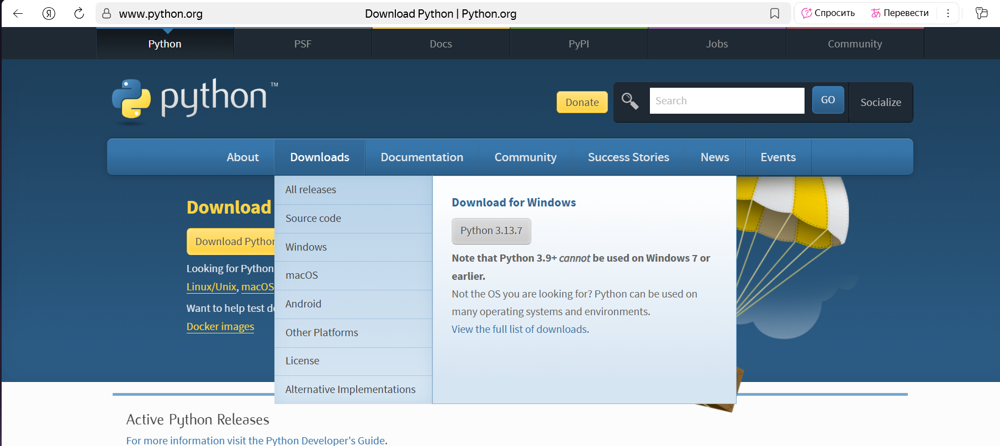 www.python.org
Download Python | Python.org
Спросить
Перевести
Python
PSF
Docs
PyPI
Jobs
Community
python™
Donate
Search
GO
Socialize
About
Downloads
Documentation
Community
Success Stories
News
Events
All releases
Source code
Windows
macOS
Android
Other Platforms
License
Alternative Implementations
Download for Windows
Python 3.13.7
Note that Python 3.9+ cannot be used on Windows 7 or
earlier.
Not the OS you are looking for? Python can be used on
many operating systems and environments.
View the full list of downloads.
Download
Download Python
Looking for Python
Linux/Unix, macOS
Want to help test d
Docker images
Active Python Releases
For more information visit the Python Developer's Guide.